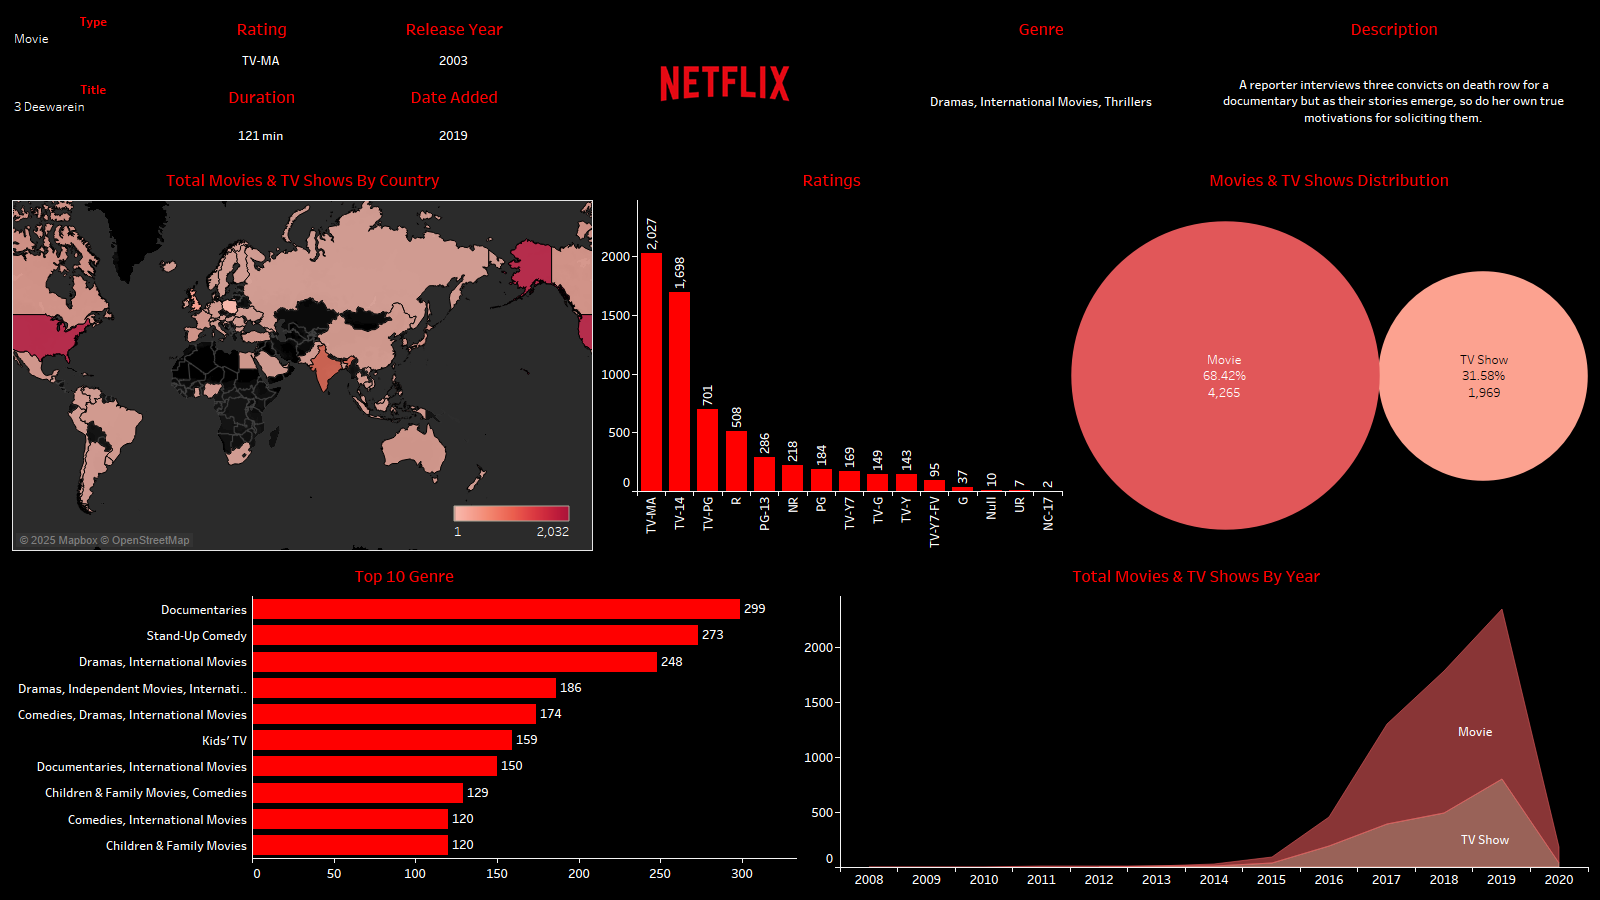 Type
Movie
Title
3 Deewarein
Rating
TV-MA
Duration
121 min
Release Year
2003
Date Added
2019
NETFLIX
Genre
Dramas, International Movies, Thrillers
Description
A reporter interviews three convicts on death row for a
documentary but as their stories emerge, so do her own true
motivations for soliciting them.
Total Movies & TV Shows By Country
1
2,032
© 2025 Mapbox © OpenStreetMap
Ratings
2000
1500
1000
500
0
2,027
1,698
701
508
286
218
184
169
149
143
95
37
10
7
2
TV-MA
TV-14
TV-PG
R
PG-13
NR
PG
TV-Y7
TV-G
TV-Y
TV-Y7-FV
G
Null
UR
NC-17
Movies & TV Shows Distribution
Movie
68.42%
4,265
TV Show
31.58%
1,969
Top 10 Genre
Documentaries 299
Stand-Up Comedy 273
Dramas, International Movies 248
Dramas, Independent Movies, Internati.. 186
Comedies, Dramas, International Movies 174
Kids’ TV 159
Documentaries, International Movies 150
Children & Family Movies, Comedies 129
Comedies, International Movies 120
Children & Family Movies 120
0 50 100 150 200 250 300
Total Movies & TV Shows By Year
2000
1500
1000
500
0
Movie
TV Show
2008 2009 2010 2011 2012 2013 2014 2015 2016 2017 2018 2019 2020